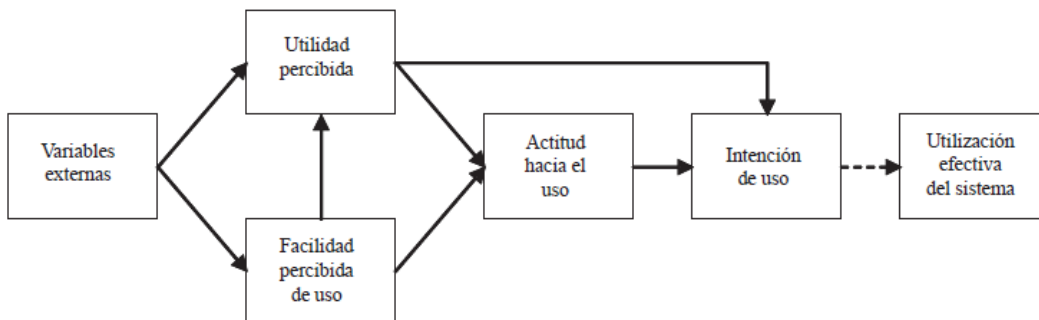 Utilidad
percibida
Variables
externas
Actitud
hacia el
uso
Intención
de uso
Utilización
efectiva
del sistema
Facilidad
percibida
de uso